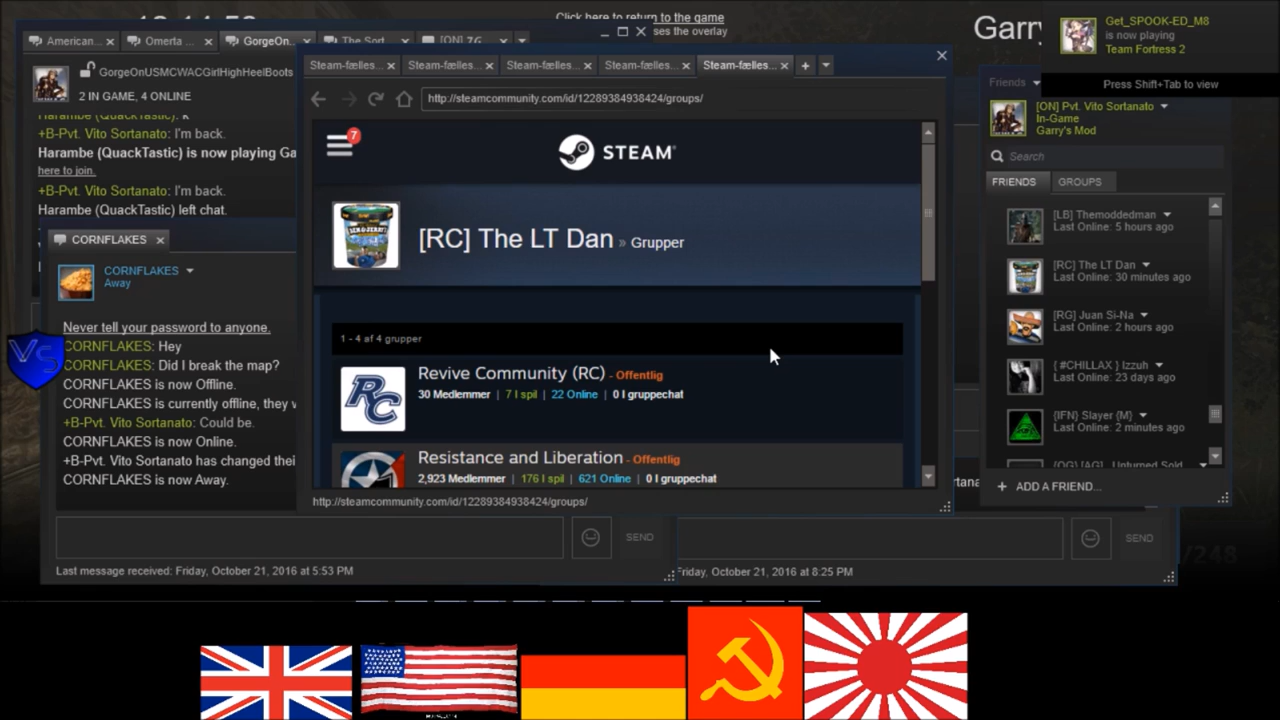 Click here to return to the game
ses the overlay
Garry
Get_SPOOK-ED_M8
is now playing
Team Fortress 2
Press Shift+Tab to view
American...
Omerta ...
GorgeOn...
The Sort...
GorgeOnUSMCWACGirlHighHeelBoots
2 IN GAME, 4 ONLINE
+B-Pvt. Vito Sortanato: I'm back.
Harambe (QuackTastic) is now playing Ga
here to join.
+B-Pvt. Vito Sortanato: I'm back.
Harambe (QuackTastic) left chat.
CORNFLAKES
CORNFLAKES
Away
Never tell your password to anyone.
CORNFLAKES: Hey
CORNFLAKES: Did I break the map?
CORNFLAKES is now Offline.
CORNFLAKES is currently offline, they v
+B-Pvt. Vito Sortanato: Could be.
CORNFLAKES is now Online.
+B-Pvt. Vito Sortanato has changed thei
CORNFLAKES is now Away.
VS
SEND
Last message received: Friday, October 21, 2016 at 5:53 PM
Steam-fælles...
Steam-fælles...
Steam-fælles...
Steam-fælles...
Steam-fælles...
http://steamcommunity.com/id/12289384938424/groups/
7
STEAM
BEN & JERRY'S
[RC] The LT Dan » Grupper
1 - 4 af 4 grupper
RC
Revive Community (RC) - Offentlig
30 Medlemmer | 7 I spil | 22 Online | 0 I gruppechat
Resistance and Liberation - Offentlig
2,923 Medlemmer | 176 I spil | 621 Online | 0 I gruppechat
http://steamcommunity.com/id/12289384938424/groups/
Friends
[ON] Pvt. Vito Sortanato
In-Game
Garry's Mod
Search
FRIENDS
GROUPS
[LB] Themoddedman
Last Online: 5 hours ago
[RC] The LT Dan
Last Online: 30 minutes ago
[RG] Juan Si-Na
Last Online: 2 hours ago
{ #CHILLAX } Izzuh
Last Online: 23 days ago
{IFN} Slayer {M}
Last Online: 2 minutes ago
+ ADD A FRIEND...
rtana
SEND
Friday, October 21, 2016 at 8:25 PM
/248